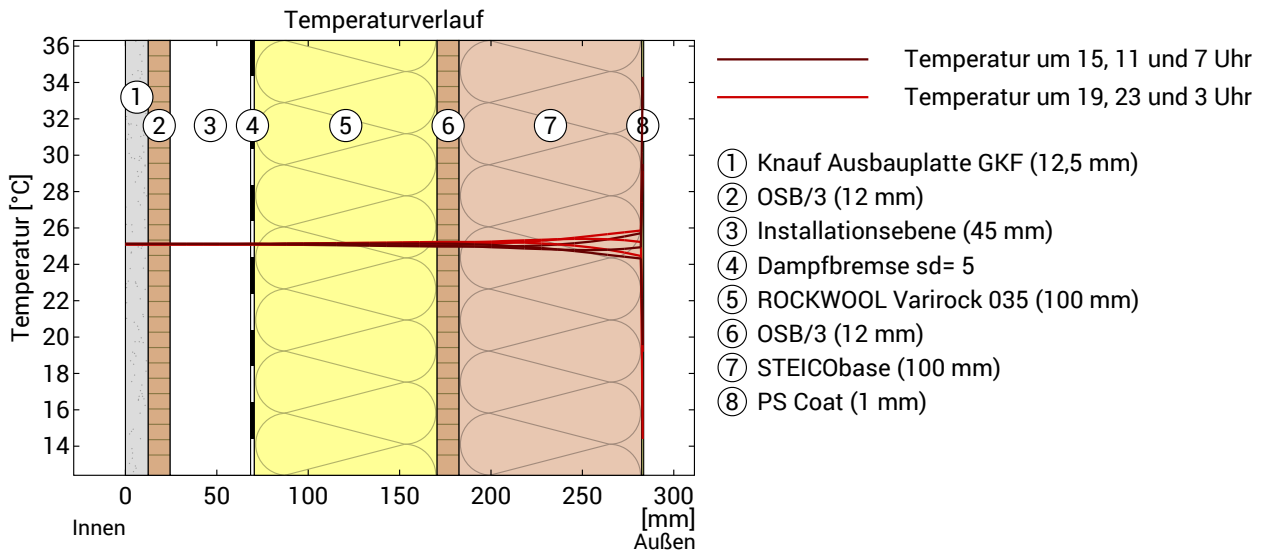 Temperaturverlauf
Temperatur [°C]
36
34
32
30
28
26
24
22
20
18
16
14
1
2
3
4
5
6
7
8
0
50
100
150
200
250
300
[mm]
Innen
Außen
Temperatur um 15, 11 und 7 Uhr
Temperatur um 19, 23 und 3 Uhr
1 Knauf Ausbauplatte GKF (12,5 mm)
2 OSB/3 (12 mm)
3 Installationsebene (45 mm)
4 Dampfbremse sd= 5
5 ROCKWOOL Varirock 035 (100 mm)
6 OSB/3 (12 mm)
7 STEICObase (100 mm)
8 PS Coat (1 mm)